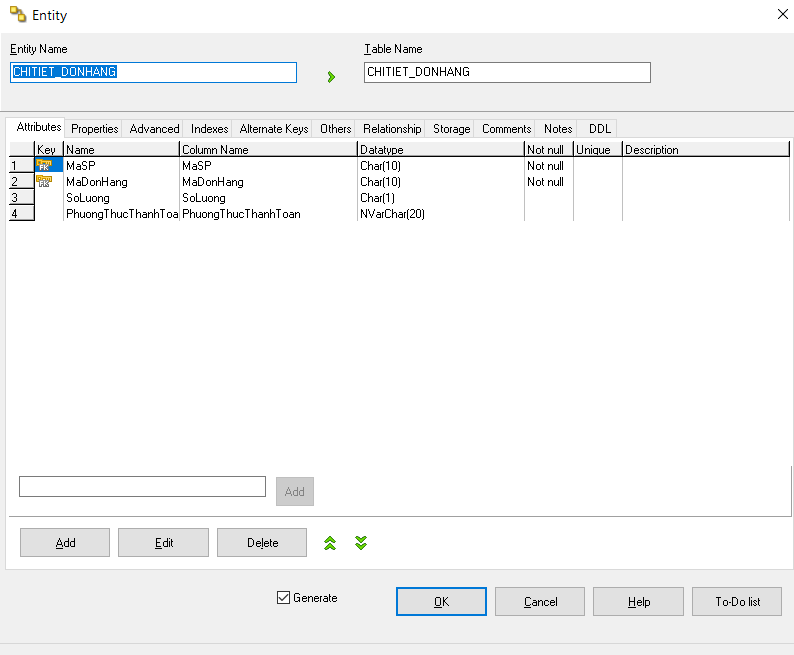 Entity
Entity Name
Table Name
CHITIET_DONHANG
CHITIET_DONHANG
Attributes Properties Advanced Indexes Alternate Keys Others Relationship Storage Comments Notes DDL
Key Name Column Name Datatype Not null Unique Description
1 FK MaSP MaSP Char(10) Not null
2 MaDonHang MaDonHang Char(10) Not null
3 SoLuong SoLuong Char(1)
4 PhuongThucThanhToa PhuongThucThanhToan NVarChar(20)
Add
Add Edit Delete
Generate OK Cancel Help To-Do list